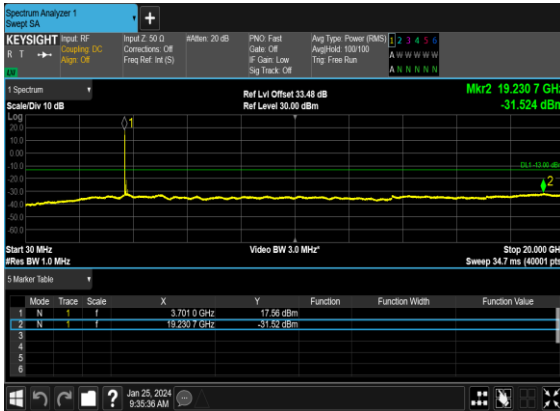 Spectrum Analyzer 1
Swept SA
+
KEYSIGHT Input: RF Input Z: 50 Ω #Atten: 20 dB PNO: Fast Avg Type: Power (RMS) 1 2 3 4 5 6
R T Coupling: DC Corrections: Off Gate: Off Avg|Hold: 100/100 A W W W W W
Align: Off Freq Ref: Int (S) IF Gain: Low Trig: Free Run
Sig Track: Off A N N N N N
1 Spectrum
Ref Lvl Offset 33.48 dB Mkr2 19.230 7 GHz
Scale/Div 10 dB Ref Level 30.00 dBm -31.524 dBm
Log
20.0
10.0
0.00
-10.0
-20.0
-30.0
-40.0
-50.0
-60.0
1
DL1 -13.00 dBm
2
Start 30 MHz Video BW 3.0 MHz* Stop 20.000 GHz
#Res BW 1.0 MHz Sweep 34.7 ms (40001 pts)
5 Marker Table
Mode Trace Scale X Y Function Function Width Function Value
1 N 1 f 3.701 0 GHz 17.56 dBm
2 N 1 f 19.230 7 GHz -31.52 dBm
3
4
5
6
? Jan 25, 2024
9:35:36 AM